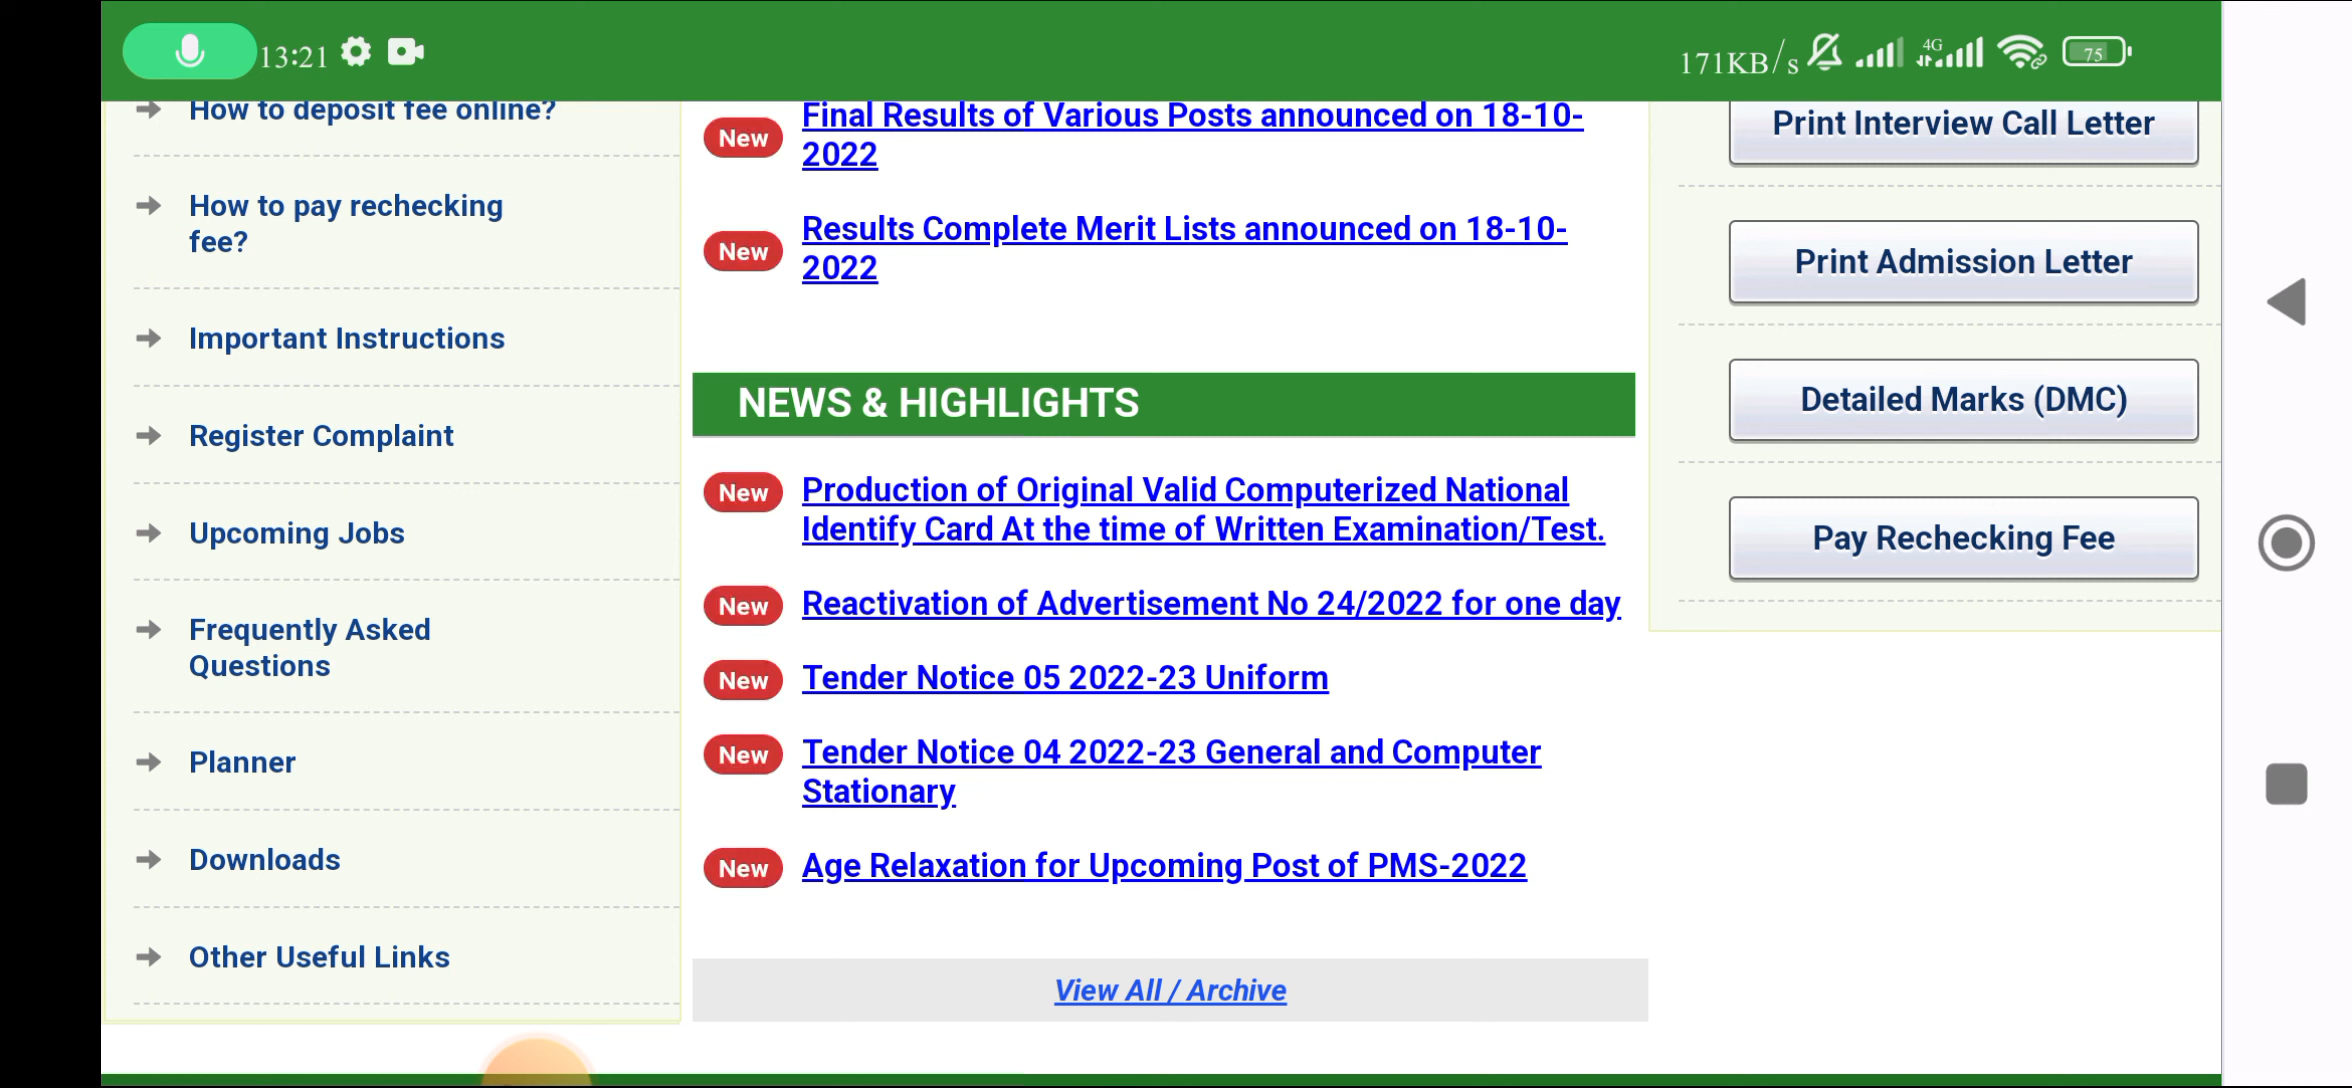 13:21
171KB/s
4G
75
How to deposit fee online?
How to pay rechecking
fee?
Important Instructions
Register Complaint
Upcoming Jobs
Frequently Asked
Questions
Planner
Downloads
Other Useful Links
New
Final Results of Various Posts announced on 18-10-
2022
New
Results Complete Merit Lists announced on 18-10-
2022
NEWS & HIGHLIGHTS
New
Production of Original Valid Computerized National
Identify Card At the time of Written Examination/Test.
New
Reactivation of Advertisement No 24/2022 for one day
New
Tender Notice 05 2022-23 Uniform
New
Tender Notice 04 2022-23 General and Computer
Stationary
New
Age Relaxation for Upcoming Post of PMS-2022
View All / Archive
Print Interview Call Letter
Print Admission Letter
Detailed Marks (DMC)
Pay Rechecking Fee